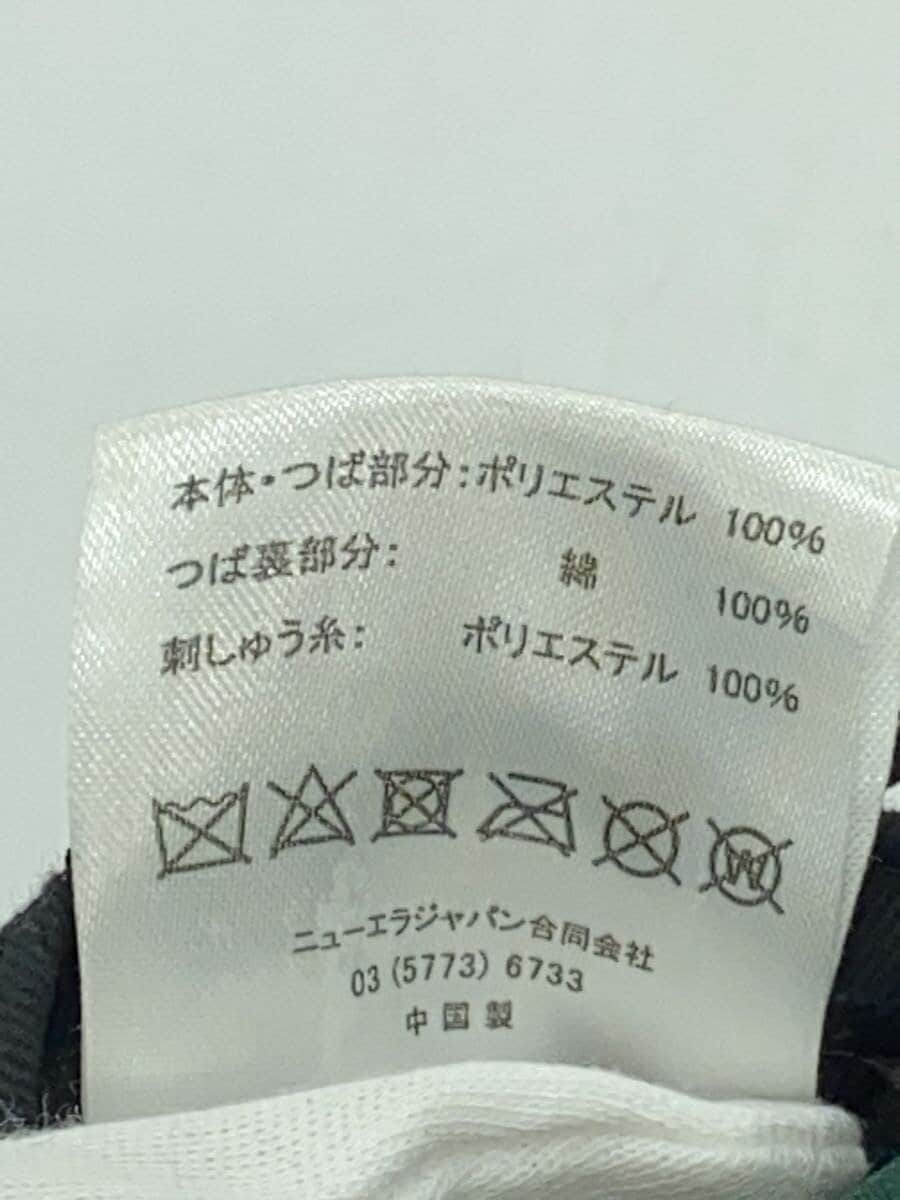 本体・つば部分:ポリエステル 100%
つば裏部分: 綿 100%
刺しゅう糸: ポリエステル 100%
ニューエラジャパン合同会社
03 (5773) 6733
中国製